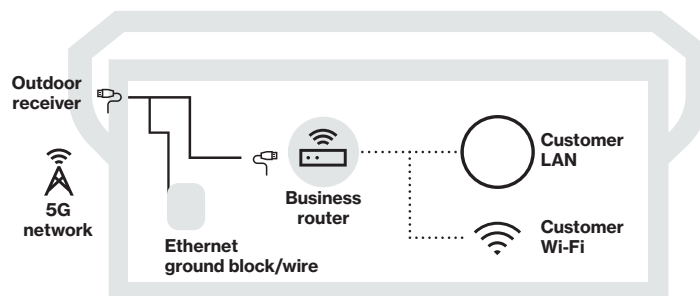 Outdoor
receiver
5G
network
Ethernet
ground block/wire
Business
router
Customer
LAN
Customer
Wi-Fi